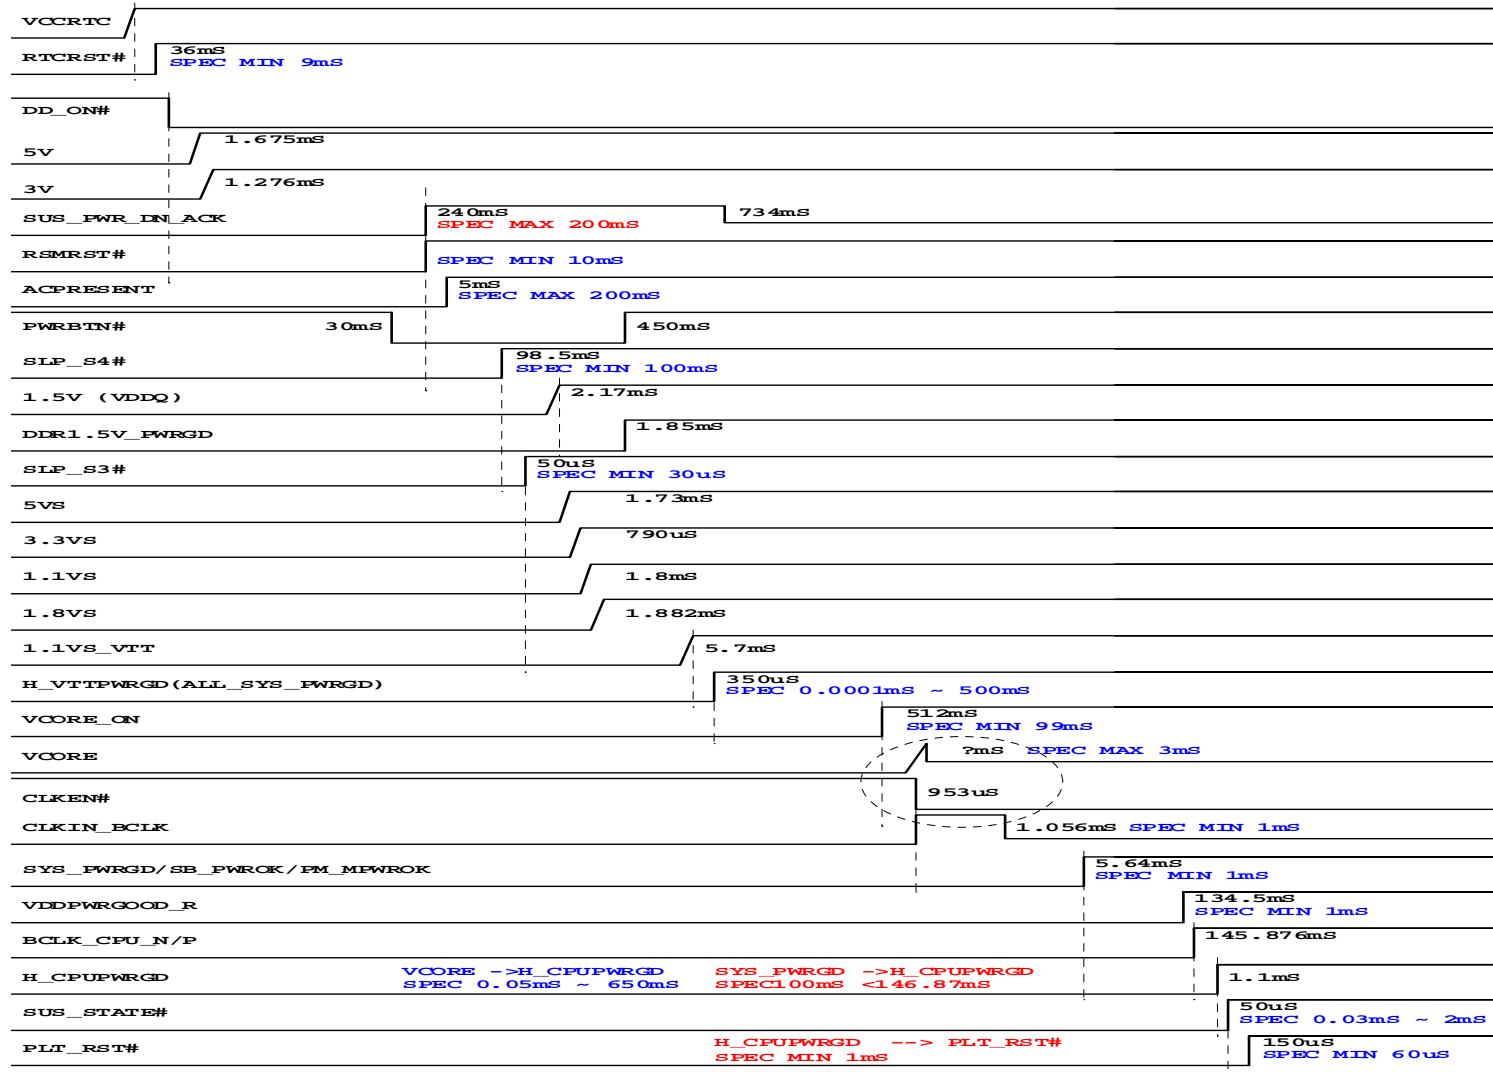 VCCRTC
RTCRST# 36mS
SPEC MIN 9mS
DD_ON#
5V 1.675mS
3V 1.276mS
SUS_PWR_DN_ACK 240mS 734mS
SPEC MAX 200mS
RSMRST# SPEC MIN 10mS
ACPRESENT 5mS
SPEC MAX 200mS
PWRBTN# 30mS 450mS
SLP_S4# 98.5mS
SPEC MIN 100mS
1.5V (VDDQ) 2.17mS
DDR1.5V_PWRGD 1.85mS
SLP_S3# 50uS
SPEC MIN 30uS
5VS 1.73mS
3.3VS 790uS
1.1VS 1.8mS
1.8VS 1.882mS
1.1VS_VTT 5.7mS
H_VTTPWRGD(ALL_SYS_PWRGD) 350uS
SPEC 0.0001mS ~ 500mS
VCORE_ON 512mS
SPEC MIN 99mS
VCORE ?mS SPEC MAX 3mS
CLKEN# 953uS
CLKIN_BCLK 1.056mS SPEC MIN 1mS
SYS_PWRGD/SB_PWROK/PM_MPWROK 5.64mS
SPEC MIN 1mS
VDDPWRGOOD_R 134.5mS
SPEC MIN 1mS
BCLK_CPU_N/P 145.876mS
H_CPUPWRGD VCORE ->H_CPUPWRGD SYS_PWRGD ->H_CPUPWRGD 1.1mS
SPEC 0.05mS ~ 650mS SPEC100mS <146.87mS
SUS_STATE# 50uS
SPEC 0.03mS ~ 2mS
PLT_RST# H_CPUPWRGD --> PLT_RST# 150uS
SPEC MIN 1mS SPEC MIN 60uS